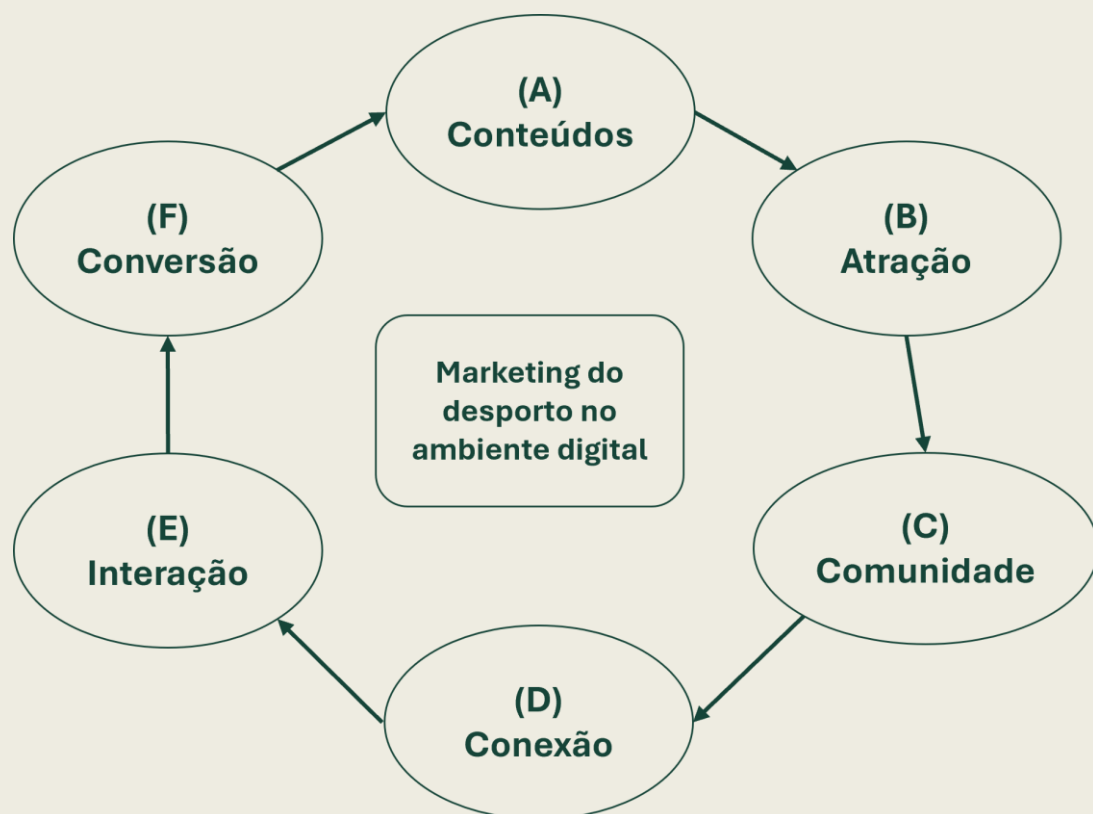 (A)
Conteúdos
(B)
Atração
(C)
Comunidade
(D)
Conexão
(E)
Interação
(F)
Conversão
Marketing do
desporto no
ambiente digital